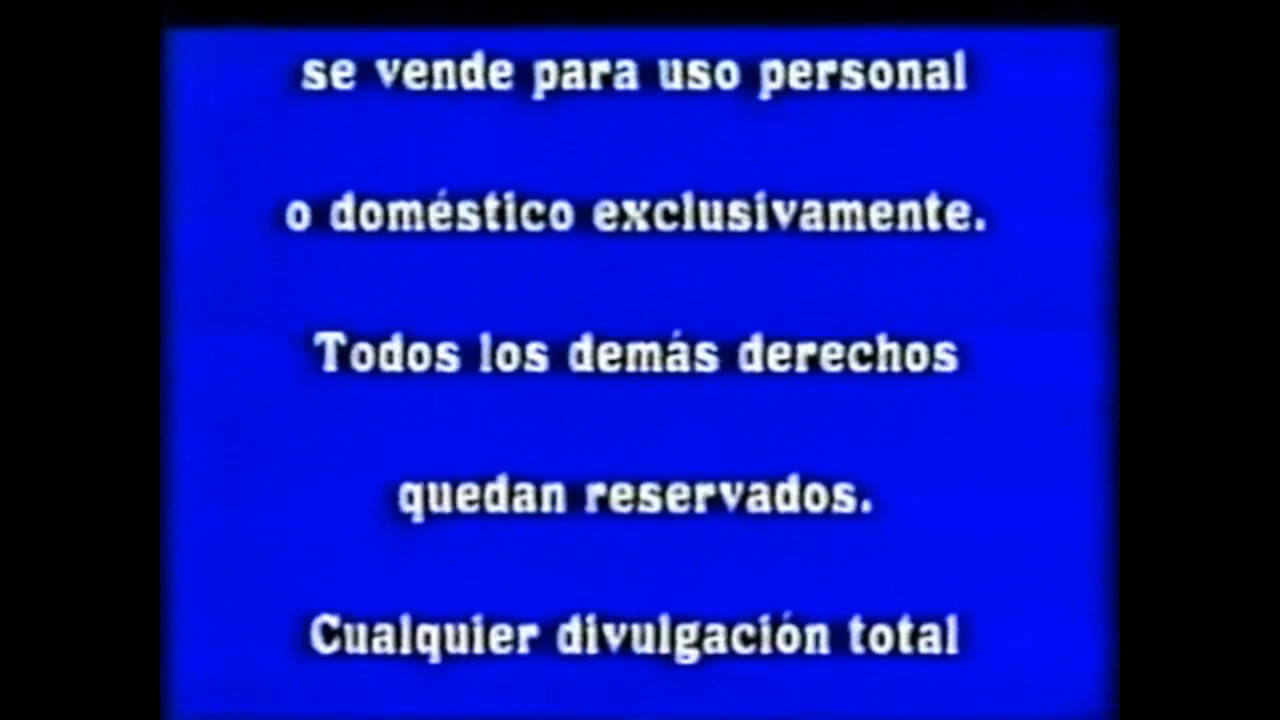 se vende para uso personal
o doméstico exclusivamente.
Todos los demás derechos
quedan reservados.
Cualquier divulgación total